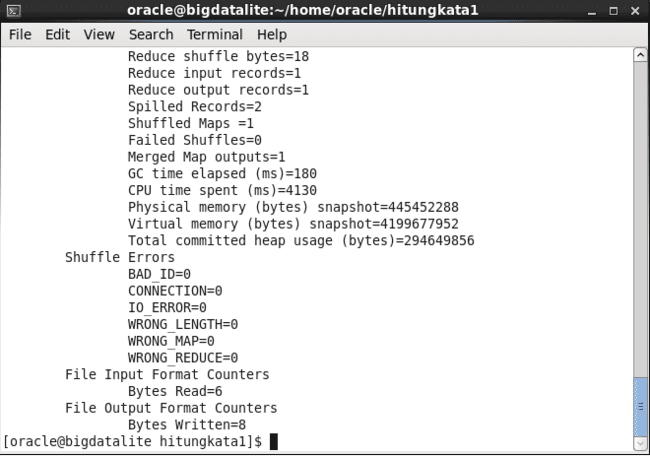 oracle@bigdatalite:~/home/oracle/hitungkata1
File Edit View Search Terminal Help
Reduce shuffle bytes=18
Reduce input records=1
Reduce output records=1
Spilled Records=2
Shuffled Maps =1
Failed Shuffles=0
Merged Map outputs=1
GC time elapsed (ms)=180
CPU time spent (ms)=4130
Physical memory (bytes) snapshot=445452288
Virtual memory (bytes) snapshot=4199677952
Total committed heap usage (bytes)=294649856
Shuffle Errors
BAD_ID=0
CONNECTION=0
IO_ERROR=0
WRONG_LENGTH=0
WRONG_MAP=0
WRONG_REDUCE=0
File Input Format Counters
Bytes Read=6
File Output Format Counters
Bytes Written=8
[oracle@bigdatalite hitungkata1]$